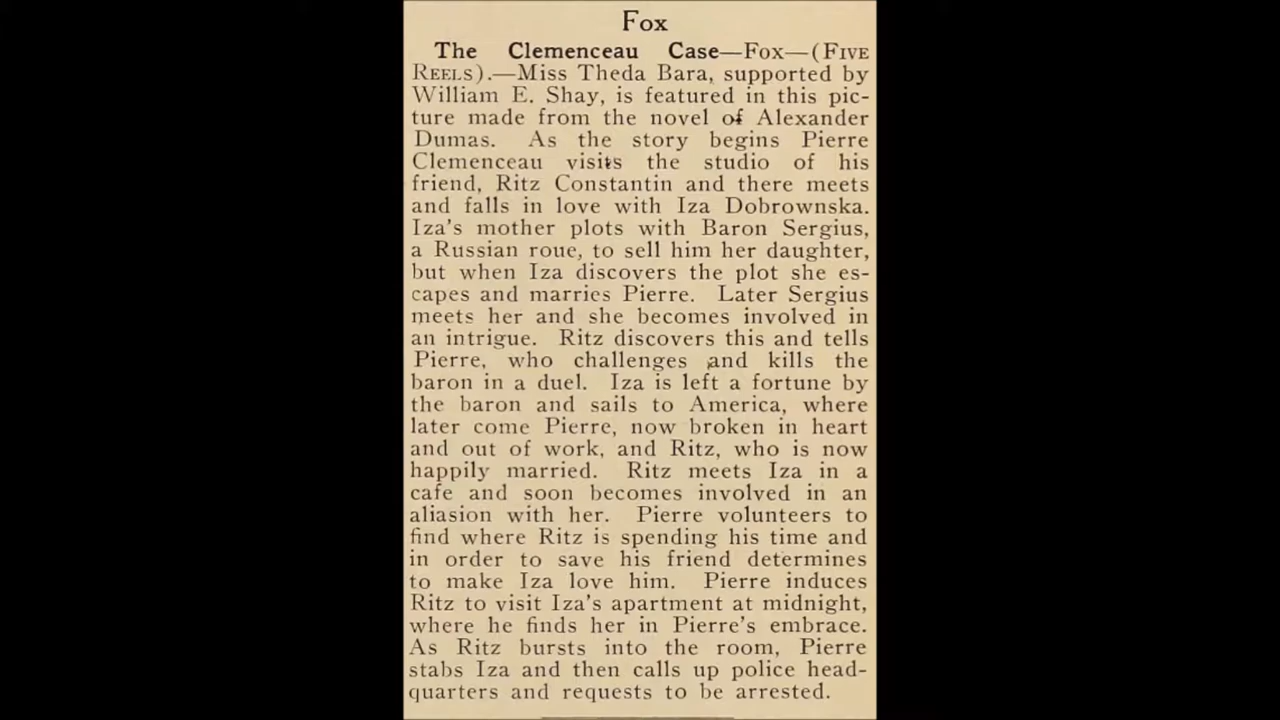 Fox
The Clemenceau Case—Fox—(FIVE
REELS).—Miss Theda Bara, supported by
William E. Shay, is featured in this pic-
ture made from the novel of Alexander
Dumas. As the story begins Pierre
Clemenceau visits the studio of his
friend, Ritz Constantin and there meets
and falls in love with Iza Dobrownska.
Iza's mother plots with Baron Sergius,
a Russian roue, to sell him her daughter,
but when Iza discovers the plot she es-
capes and marries Pierre. Later Sergius
meets her and she becomes involved in
an intrigue. Ritz discovers this and tells
Pierre, who challenges and kills the
baron in a duel. Iza is left a fortune by
the baron and sails to America, where
later come Pierre, now broken in heart
and out of work, and Ritz, who is now
happily married. Ritz meets Iza in a
cafe and soon becomes involved in an
aliasion with her. Pierre volunteers to
find where Ritz is spending his time and
in order to save his friend determines
to make Iza love him. Pierre induces
Ritz to visit Iza's apartment at midnight,
where he finds her in Pierre's embrace.
As Ritz bursts into the room, Pierre
stabs Iza and then calls up police head-
quarters and requests to be arrested.